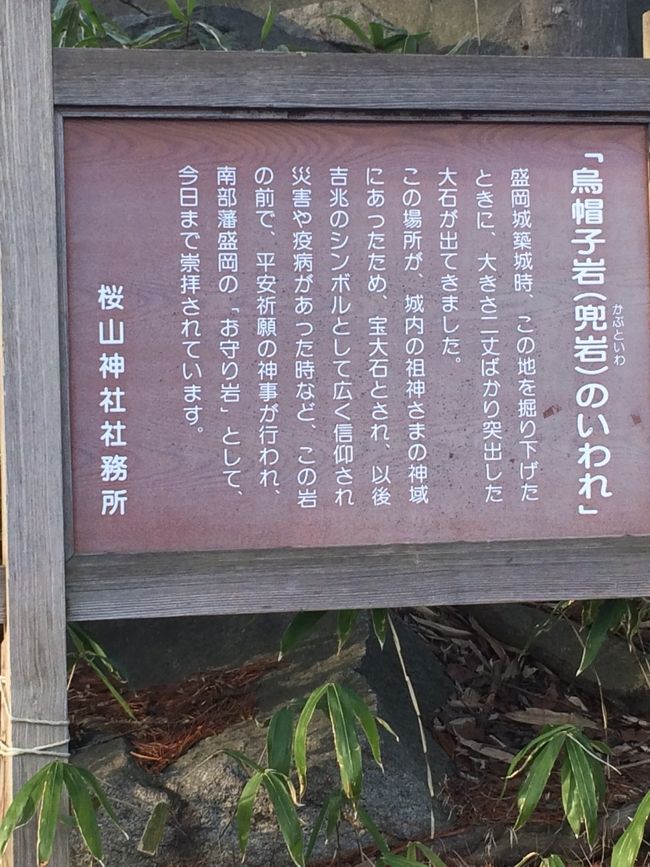 「烏帽子岩（兜岩）のいわれ」
かぶといわ
盛岡城築城時、この地を掘り下げた
ときに、大きさ二丈ばかり突出した
大石が出てきました。
この場所が、城内の祖神さまの神域
にあったため、宝大石とされ、以後
吉兆のシンボルとして広く信仰され
災害や疫病があった時など、この岩
の前で、平安祈願の神事が行われ、
南部藩盛岡の「お守り岩」として、
今日まで崇拝されています。
桜山神社社務所